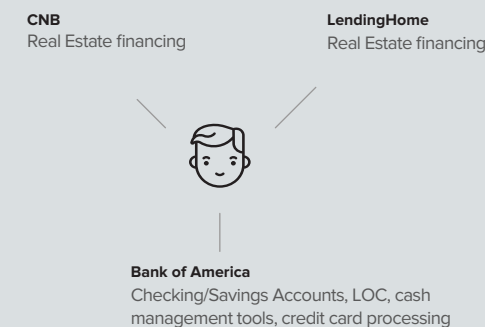 CNB
Real Estate financing
LendingHome
Real Estate financing
Bank of America
Checking/Savings Accounts, LOC, cash
management tools, credit card processing